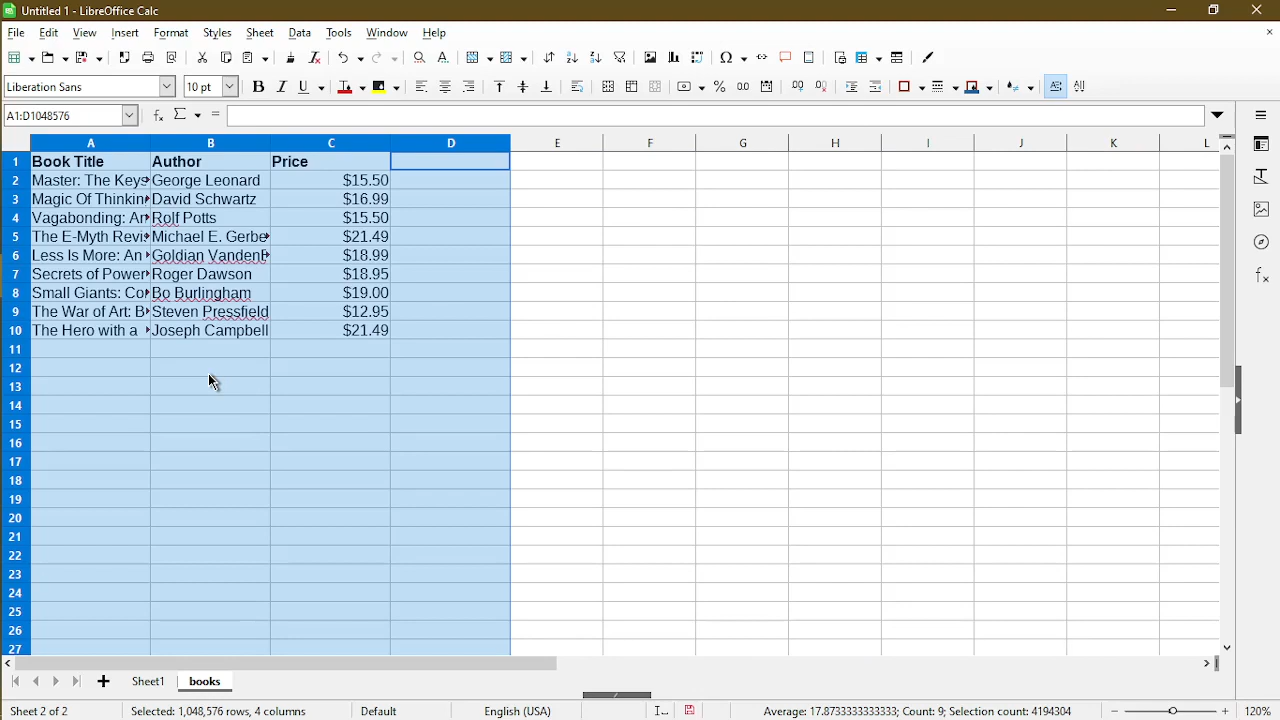 Untitled 1 - LibreOffice Calc
File Edit View Insert Format Styles Sheet Data Tools Window Help
Liberation Sans 10 pt
A1:D1048576
A B C D E F G H I J K L
1 Book Title Author Price
2 Master: The Keys George Leonard $15.50
3 Magic Of Thinkin David Schwartz $16.99
4 Vagabonding: Ar Rolf Potts $15.50
5 The E-Myth Revi Michael E. Gerbe $21.49
6 Less Is More: An Goldian VandenB $18.99
7 Secrets of Power Roger Dawson $18.95
8 Small Giants: Co Bo Burlingham $19.00
9 The War of Art: B Steven Pressfield $12.95
10 The Hero with a Joseph Campbell $21.49
11
12
13
14
15
16
17
18
19
20
21
22
23
24
25
26
27
Sheet1 books
Sheet 2 of 2 Selected: 1,048,576 rows, 4 columns Default English (USA) Average: 17.8733333333333; Count: 9; Selection count: 4194304 120%